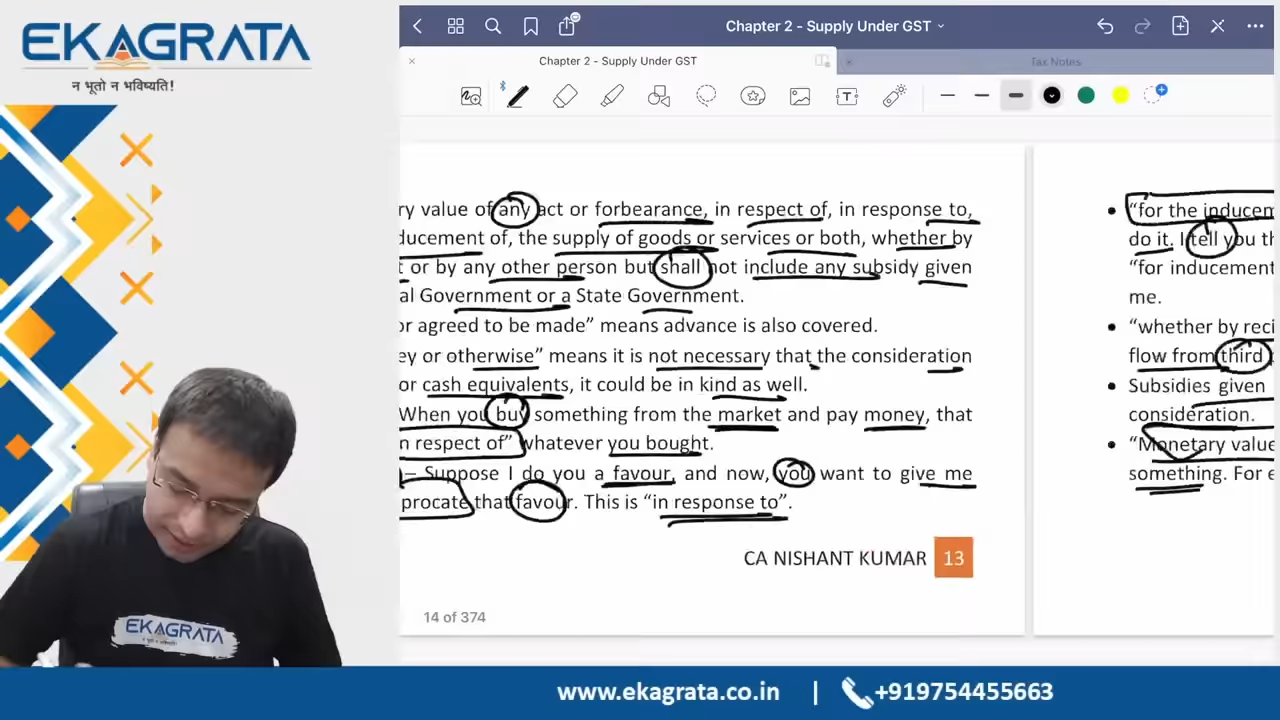 EKAGRATA
न भूतो न भविष्यति!
Chapter 2 - Supply Under GST
Chapter 2 - Supply Under GST
Tax Notes
T
ry value of any act or forbearance, in respect of, in response to,
ducement of, the supply of goods or services or both, whether by
t or by any other person but shall not include any subsidy given
al Government or a State Government.
or agreed to be made” means advance is also covered.
ey or otherwise” means it is not necessary that the consideration
or cash equivalents, it could be in kind as well.
When you buy something from the market and pay money, that
n respect of” whatever you bought.
– Suppose I do you a favour, and now, you want to give me
procate that favour. This is “in response to”.
CA NISHANT KUMAR 13
14 of 374
• “for the inducem
do it. I tell you th
“for inducement
me.
• “whether by reci
flow from third
• Subsidies given
consideration.
• “Monetary value
something. For e
EKAGRATA
www.ekagrata.co.in | +919754455663